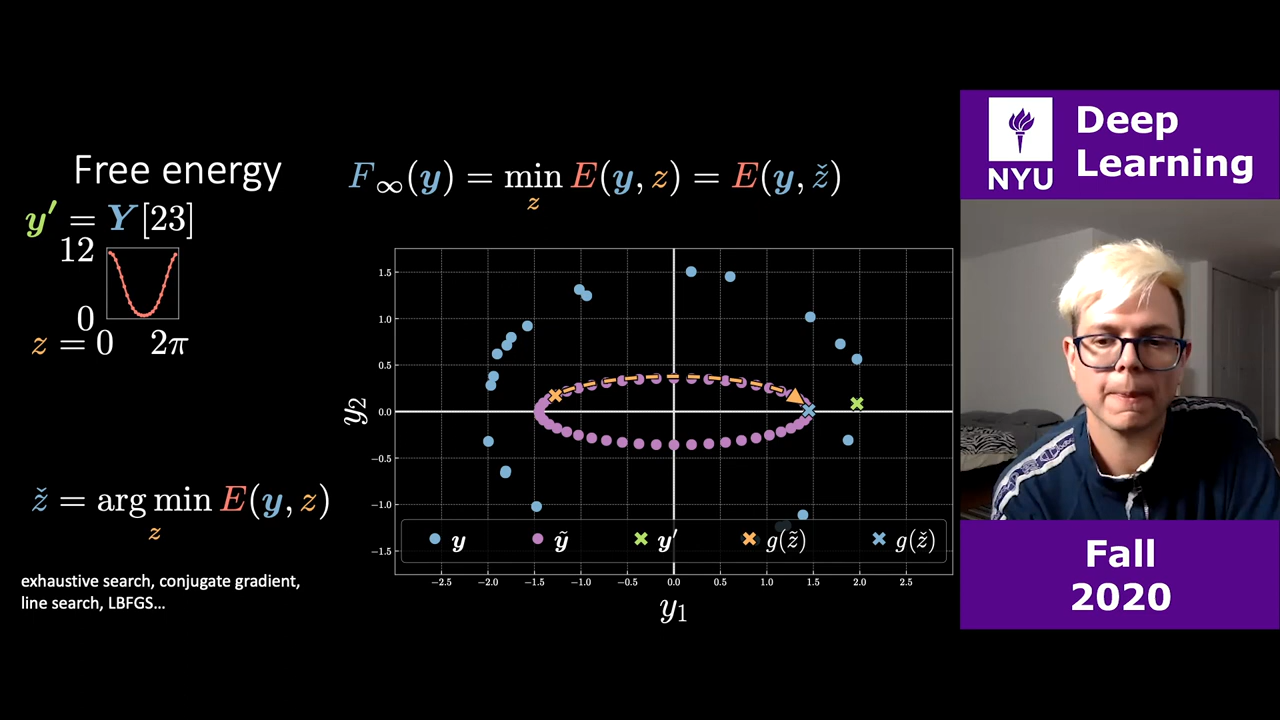 Free energy
F∞(y) = min E(y, z) = E(y, ž)
z
y′ = Y[23]
12
0
z = 0 2π
ž = arg min E(y, z)
z
exhaustive search, conjugate gradient,
line search, LBFGS...
y₂
1.5
1.0
0.5
0.0
−0.5
−1.0
−1.5
y ỹ y′ g(z̃) g(ž)
−2.5 −2.0 −1.5 −1.0 −0.5 0.0 0.5 1.0 1.5 2.0 2.5
y₁
NYU
Deep
Learning
Fall
2020